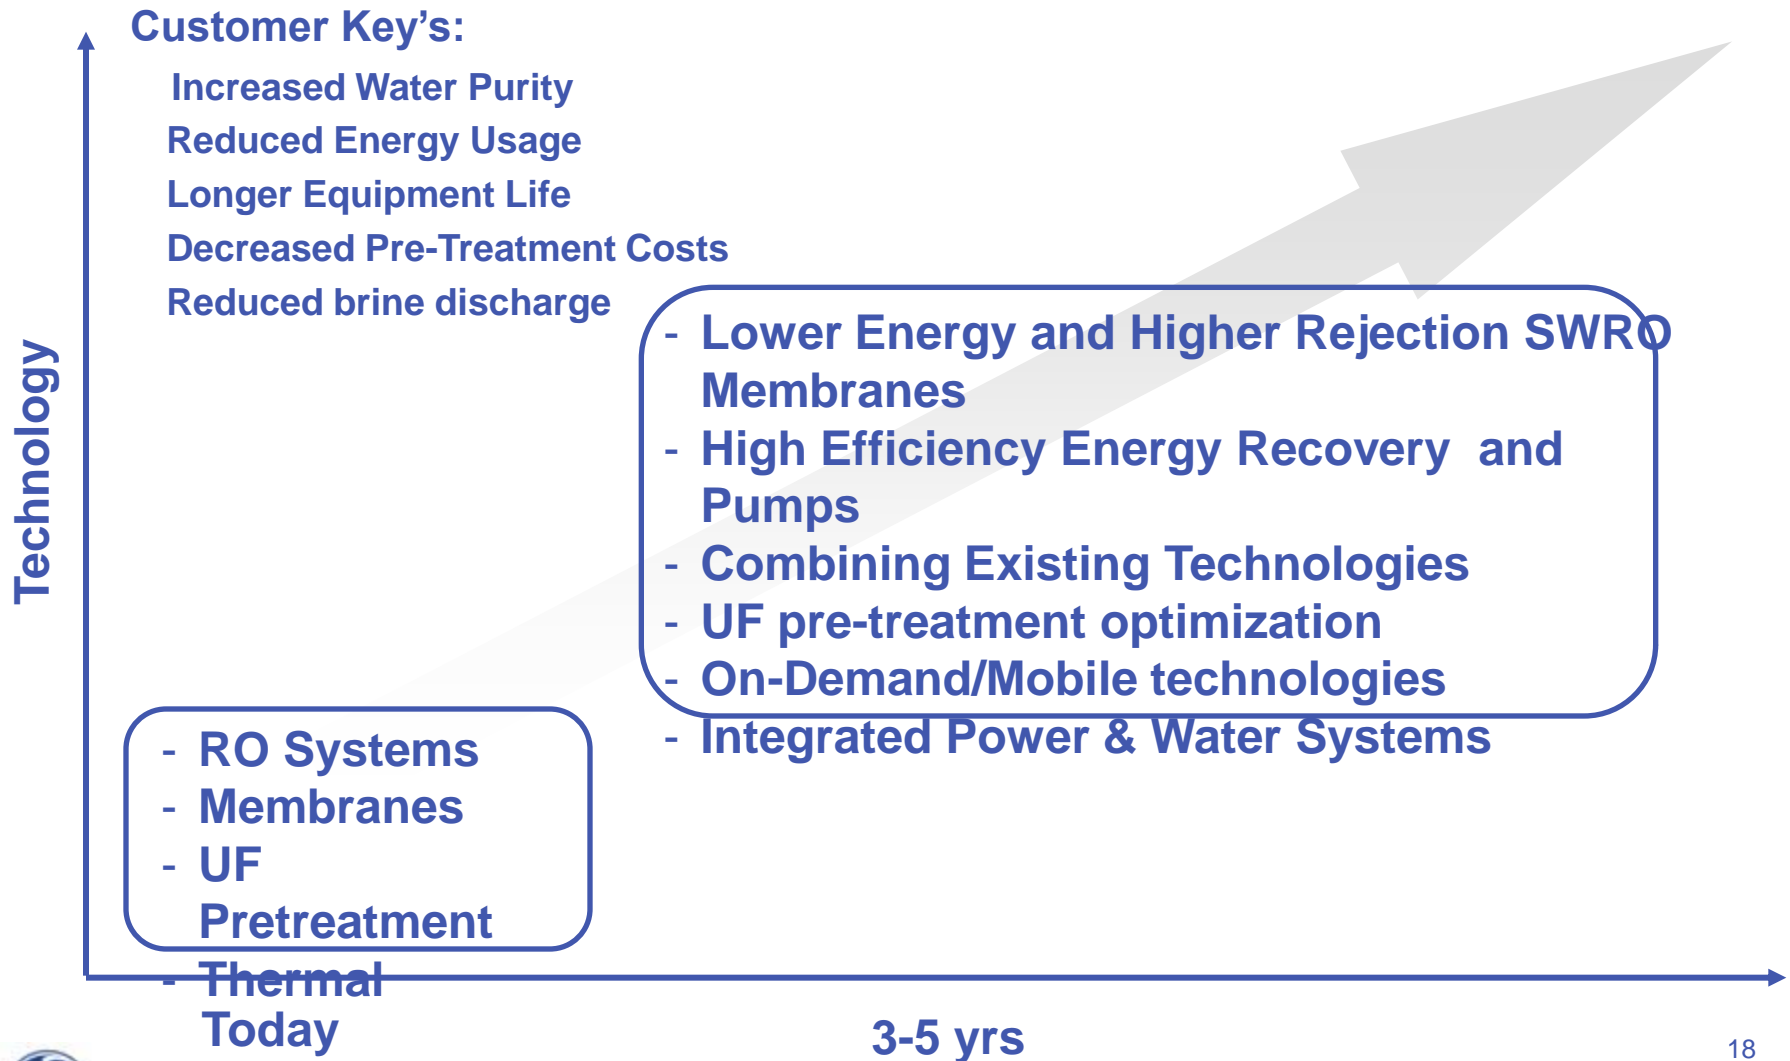 Customer Key's:
Increased Water Purity
Reduced Energy Usage
Longer Equipment Life
Decreased Pre-Treatment Costs
Reduced brine discharge
Technology
- Lower Energy and Higher Rejection SWRO
Membranes
- High Efficiency Energy Recovery and
Pumps
- Combining Existing Technologies
- UF pre-treatment optimization
- On-Demand/Mobile technologies
- Integrated Power & Water Systems
- RO Systems
- Membranes
- UF
Pretreatment
- Thermal
Today
3-5 yrs
18